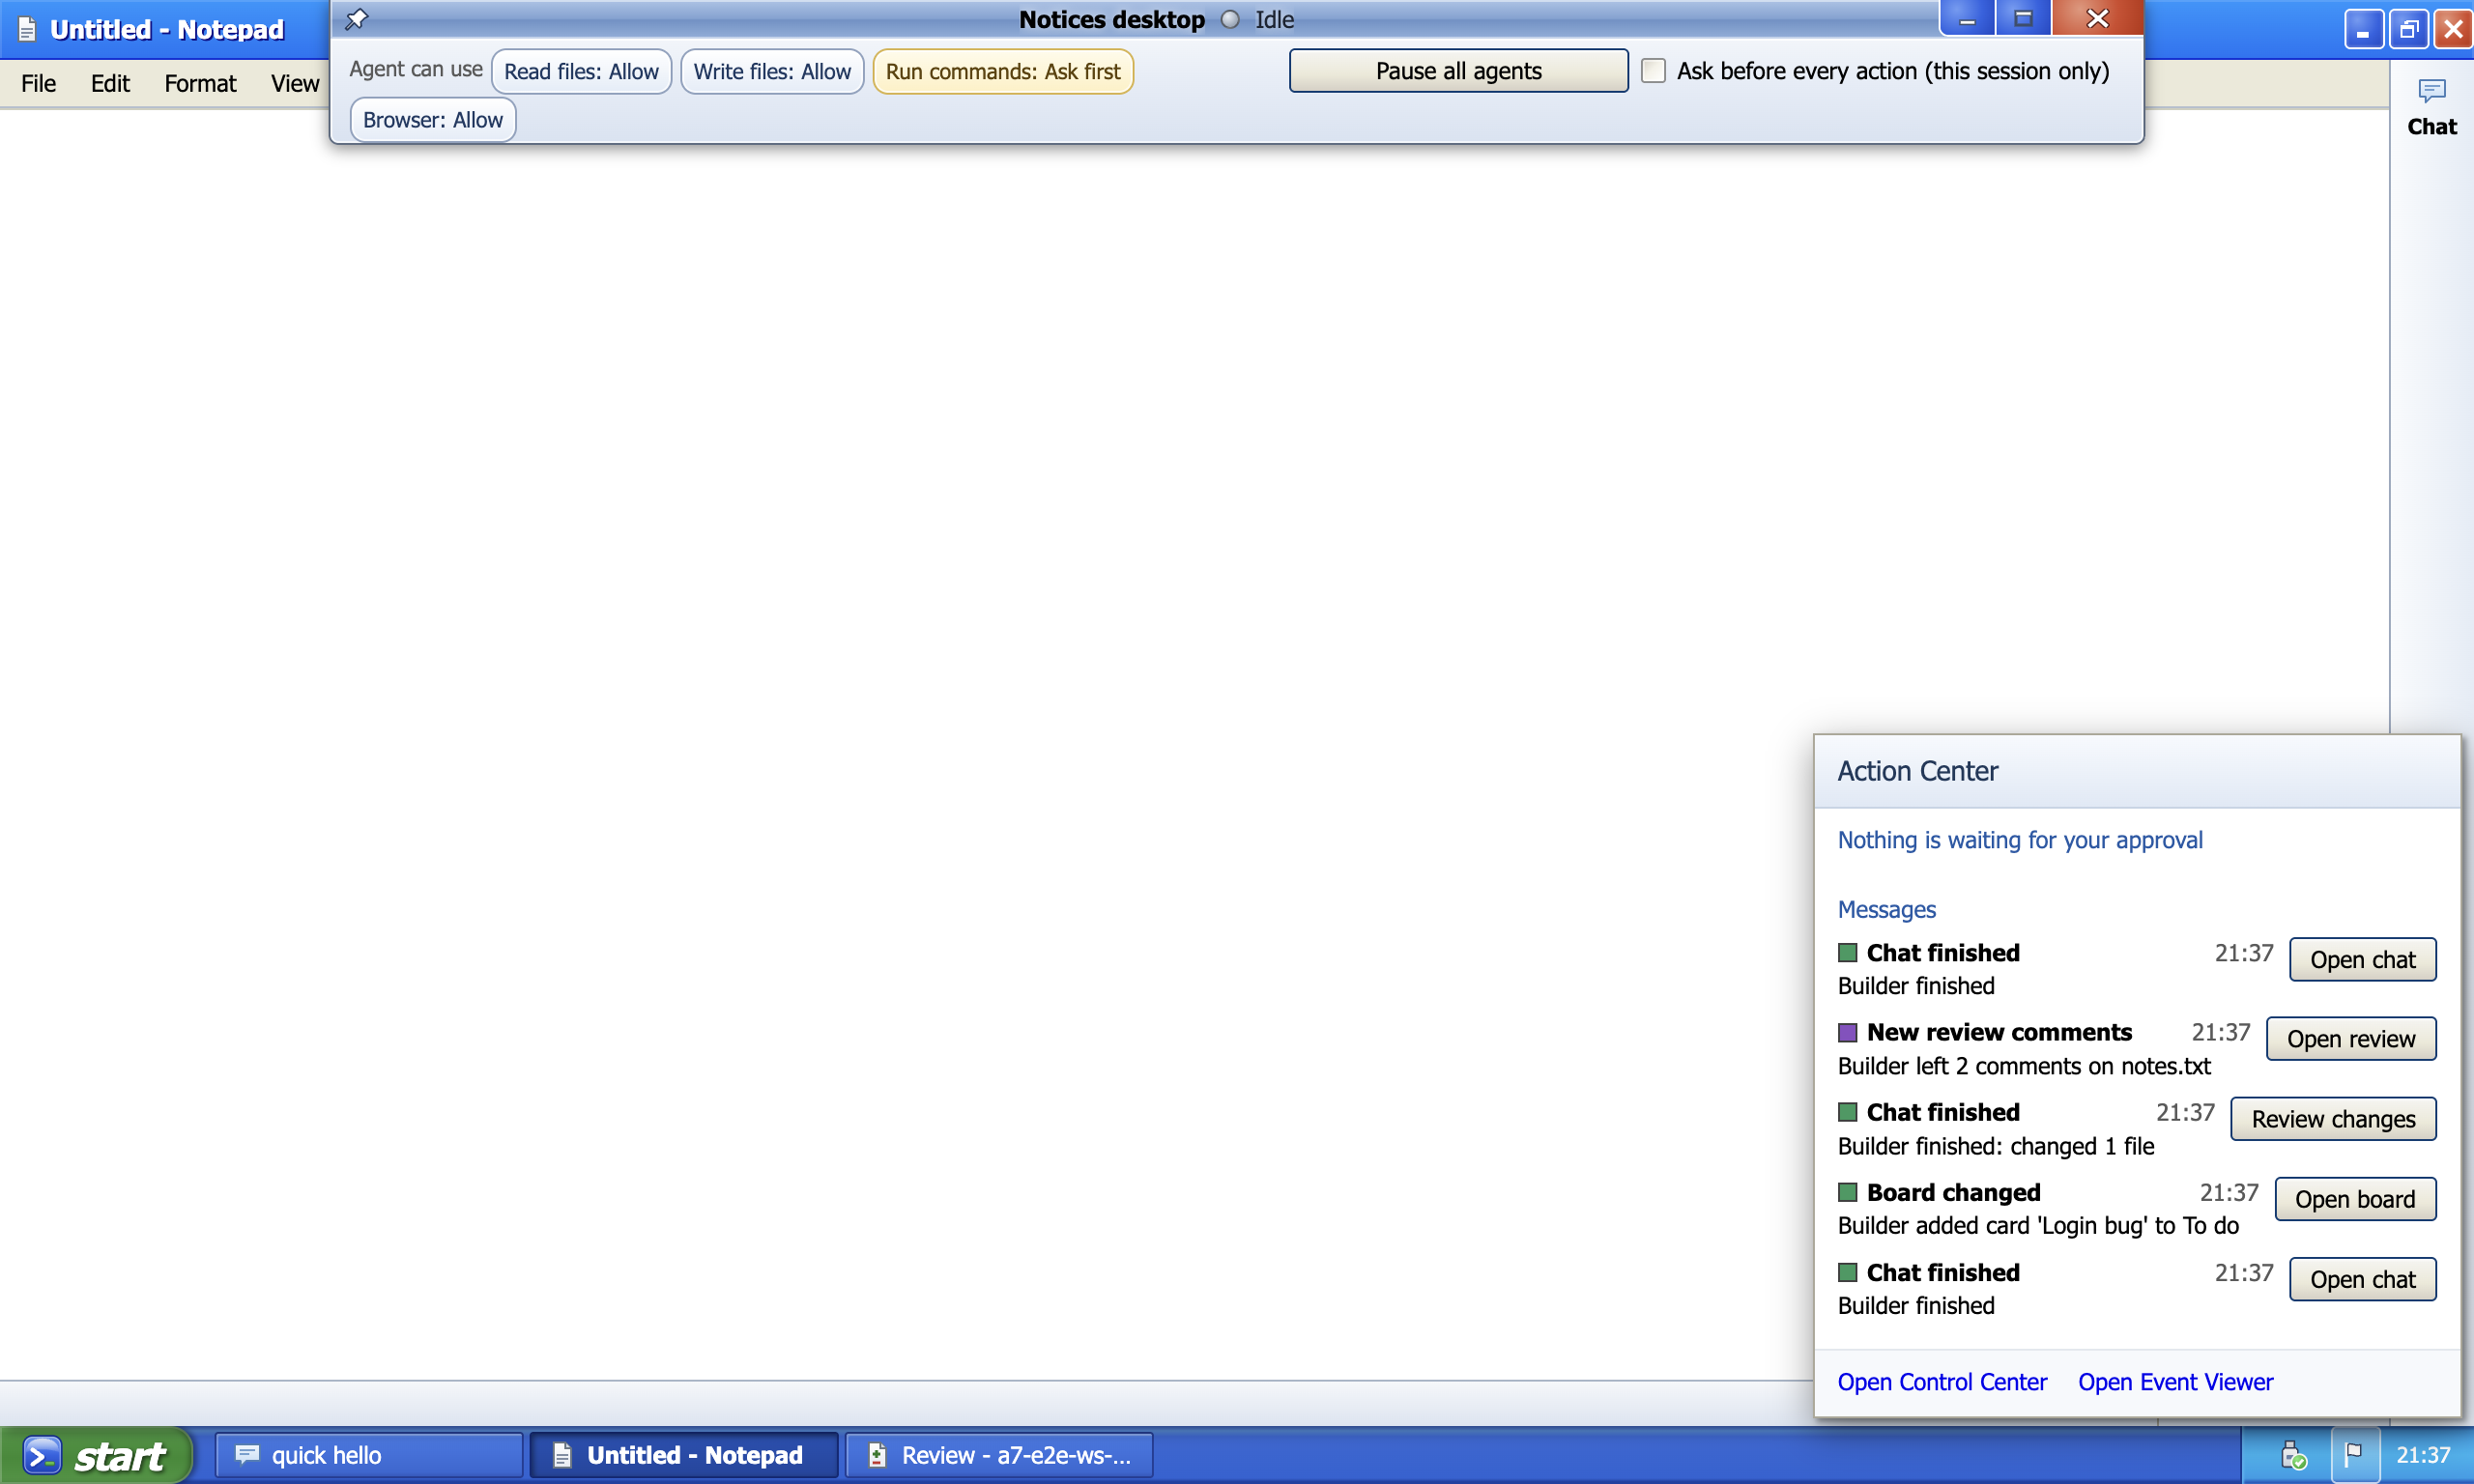 Untitled - Notepad
Notices desktop Idle
File Edit Format View
Agent can use Read files: Allow Write files: Allow Run commands: Ask first
Browser: Allow
Pause all agents Ask before every action (this session only)
Chat
Action Center
Nothing is waiting for your approval
Messages
Chat finished 21:37 Open chat
Builder finished
New review comments 21:37 Open review
Builder left 2 comments on notes.txt
Chat finished 21:37 Review changes
Builder finished: changed 1 file
Board changed 21:37 Open board
Builder added card 'Login bug' to To do
Chat finished 21:37 Open chat
Builder finished
Open Control Center Open Event Viewer
start quick hello Untitled - Notepad Review - a7-e2e-ws-... 21:37